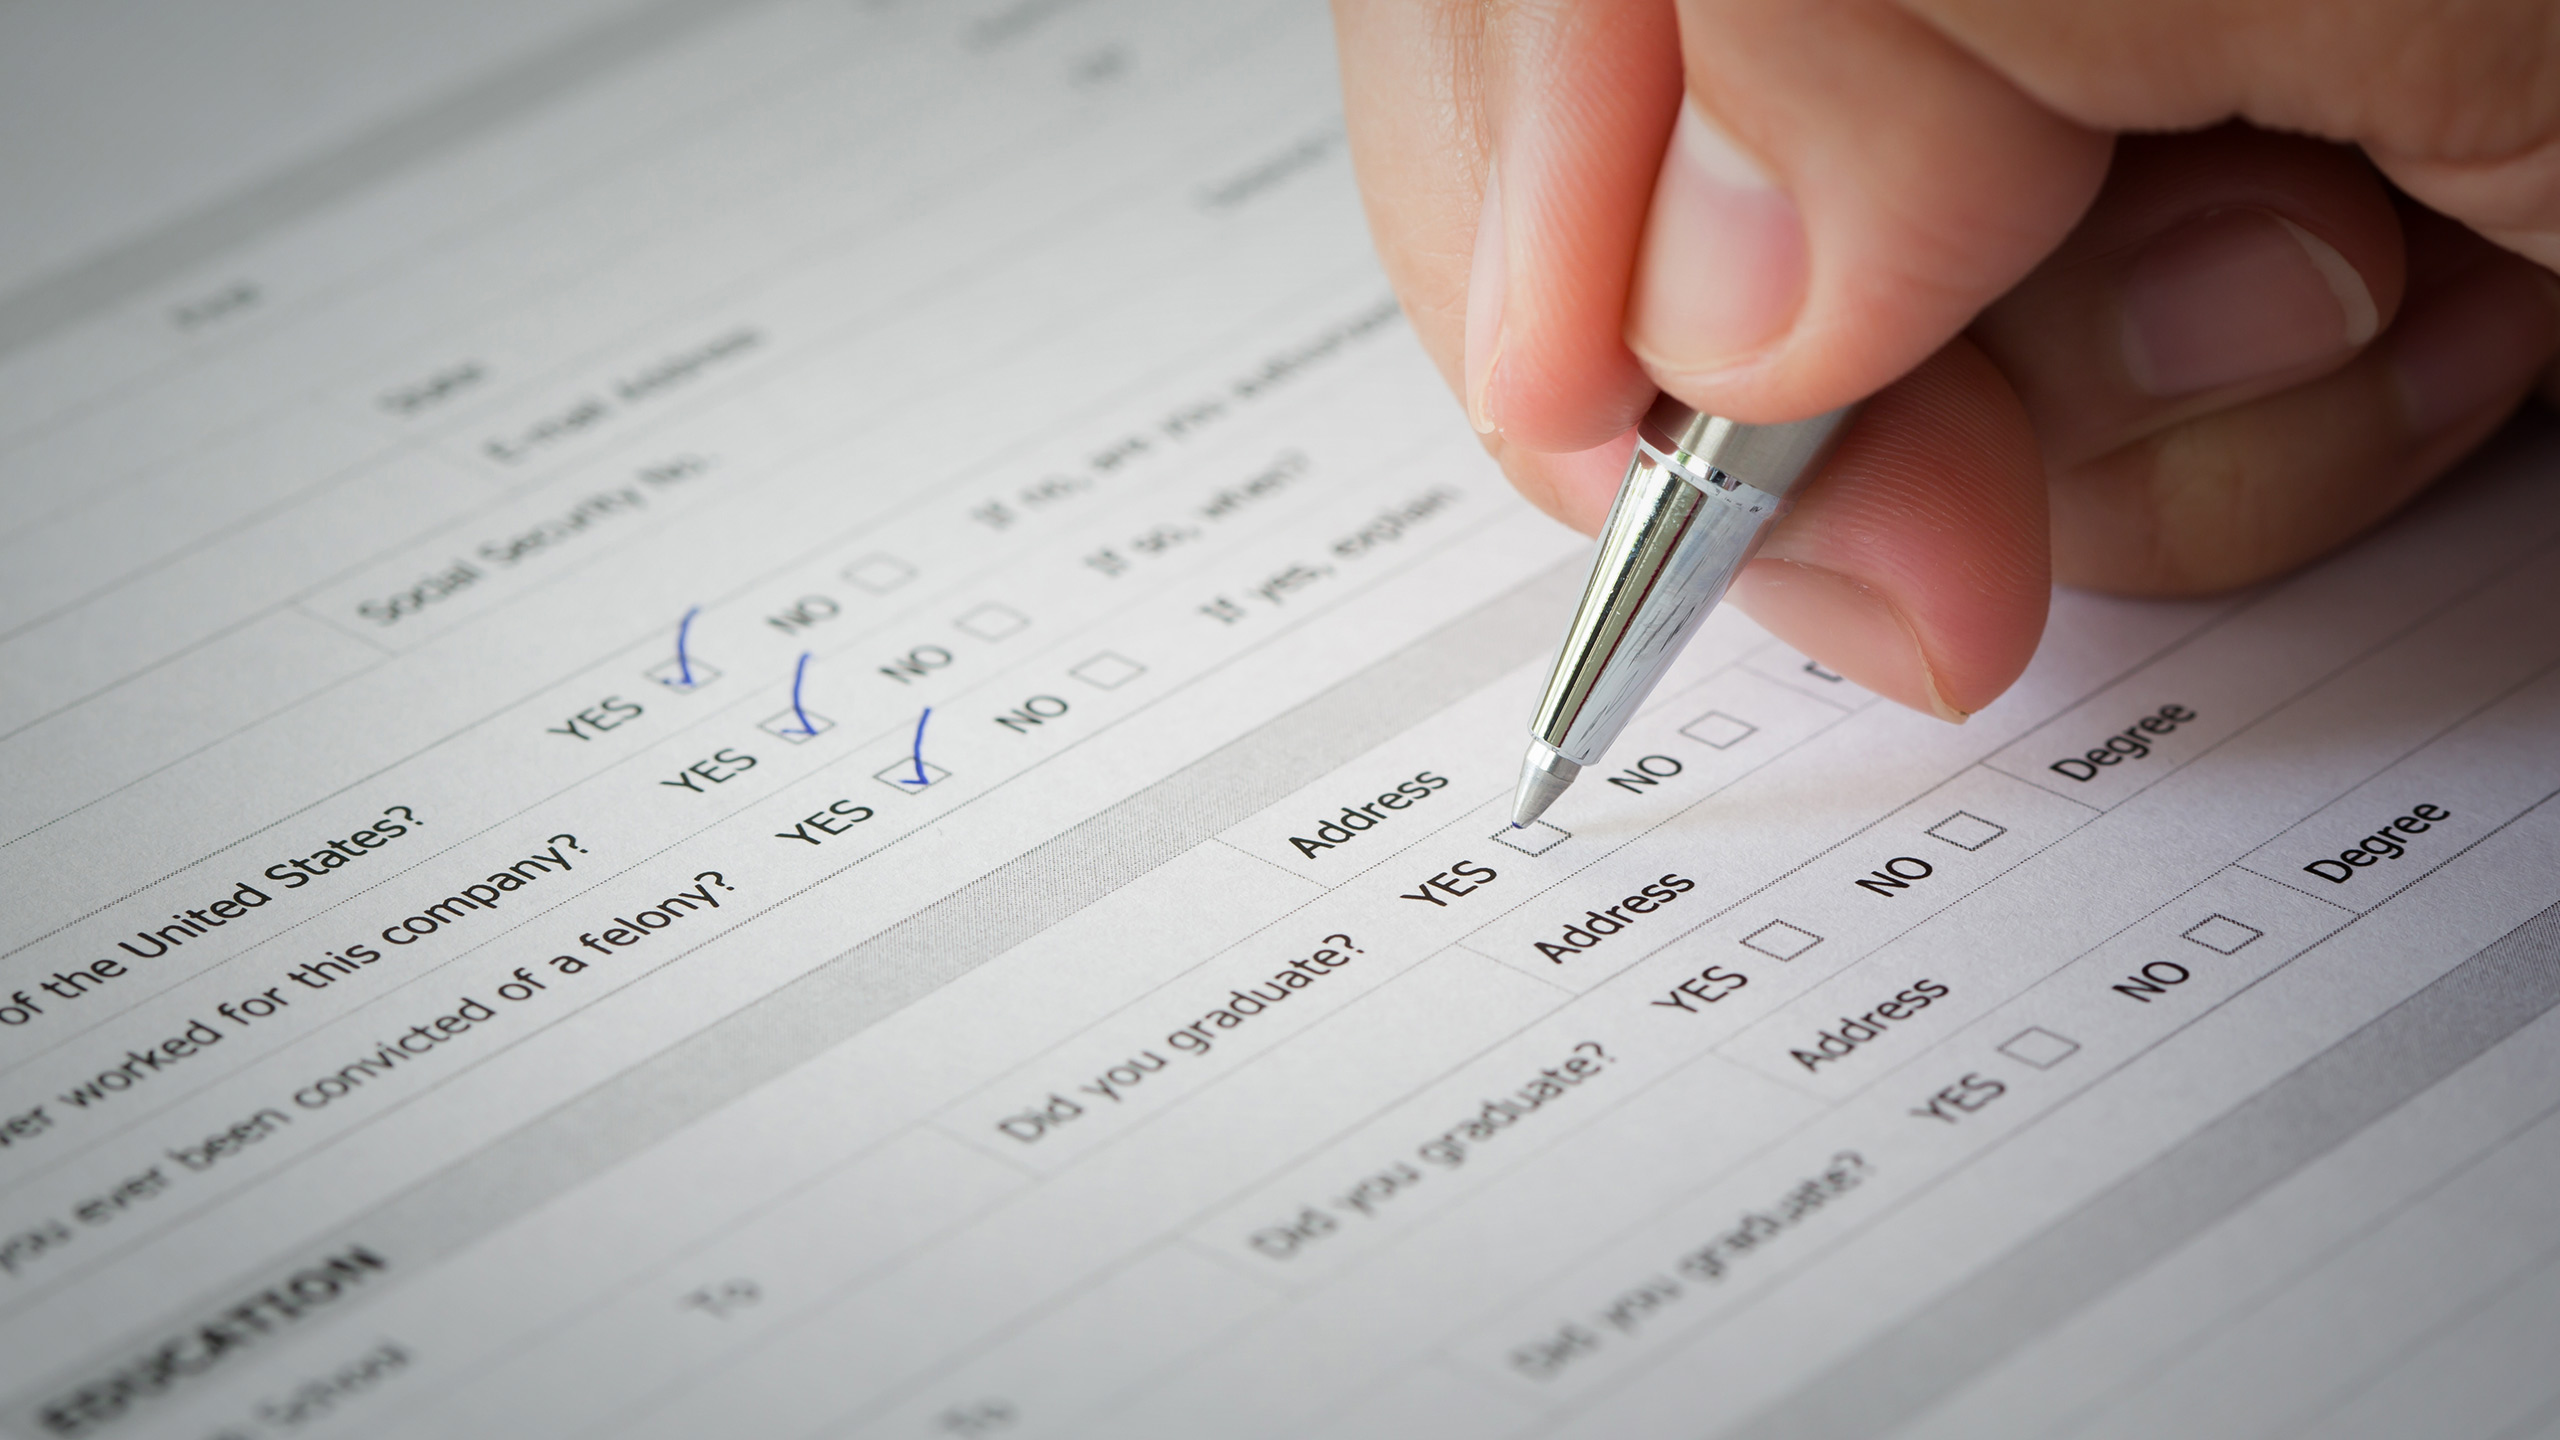 State
E-mail Address
Social Security No.
of the United States? YES NO If no, are you
worked for this company? YES NO If so, when?
you ever been convicted of a felony? YES NO If yes, explain
EDUCATION
School Address
To Did you graduate? YES NO
Address
To Did you graduate? YES NO Degree
Address
Did you graduate? YES NO Degree